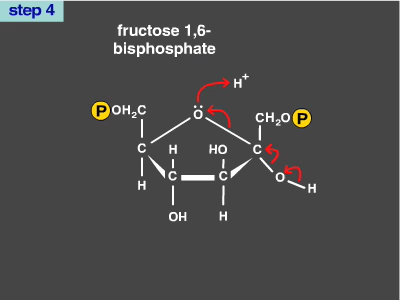 step 4
fructose 1,6-
bisphosphate
H+
P OH2C O CH2O P
C H HO C
O H
H C C
OH H